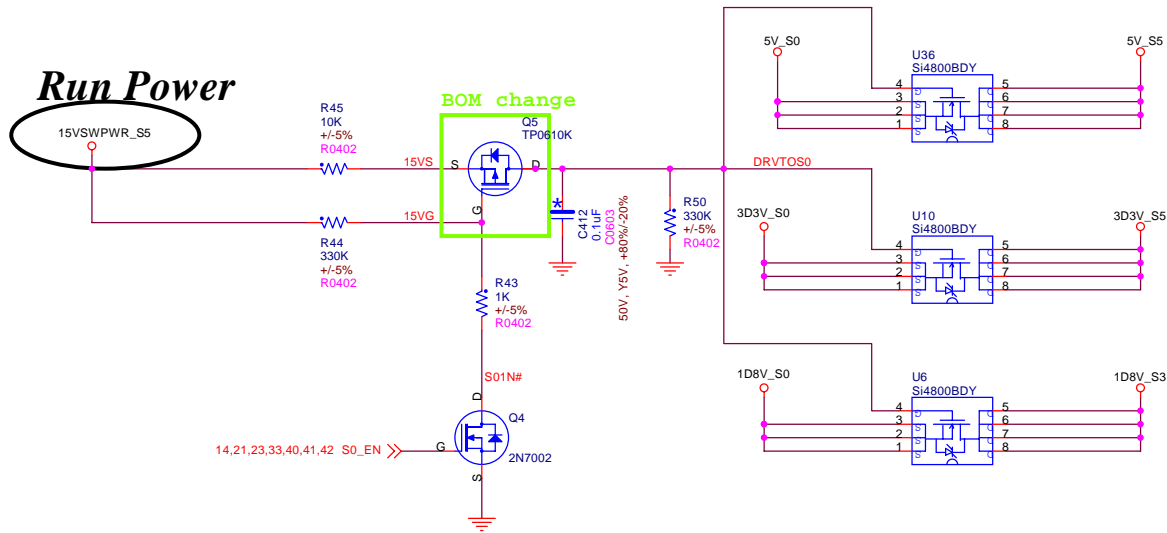 Run Power
15VSWPWR_S5
R45
10K
+/-5%
R0402
15VS
BOM change
Q5
TP0610K
S
D
G
15VG
R44
330K
+/-5%
R0402
R43
1K
+/-5%
R0402
S01N#
D
Q4
G
2N7002
S
14,21,23,33,40,41,42 S0_EN
*
C412
0.1uF
C0603
50V, Y5V, +80%/-20%
R50
330K
+/-5%
R0402
DRVTOS0
5V_S0
U36
Si4800BDY
5V_S5
4 G D 5
3 S D 6
2 S D 7
1 S D 8
3D3V_S0
U10
Si4800BDY
3D3V_S5
4 G D 5
3 S D 6
2 S D 7
1 S D 8
1D8V_S0
U6
Si4800BDY
1D8V_S3
4 G D 5
3 S D 6
2 S D 7
1 S D 8